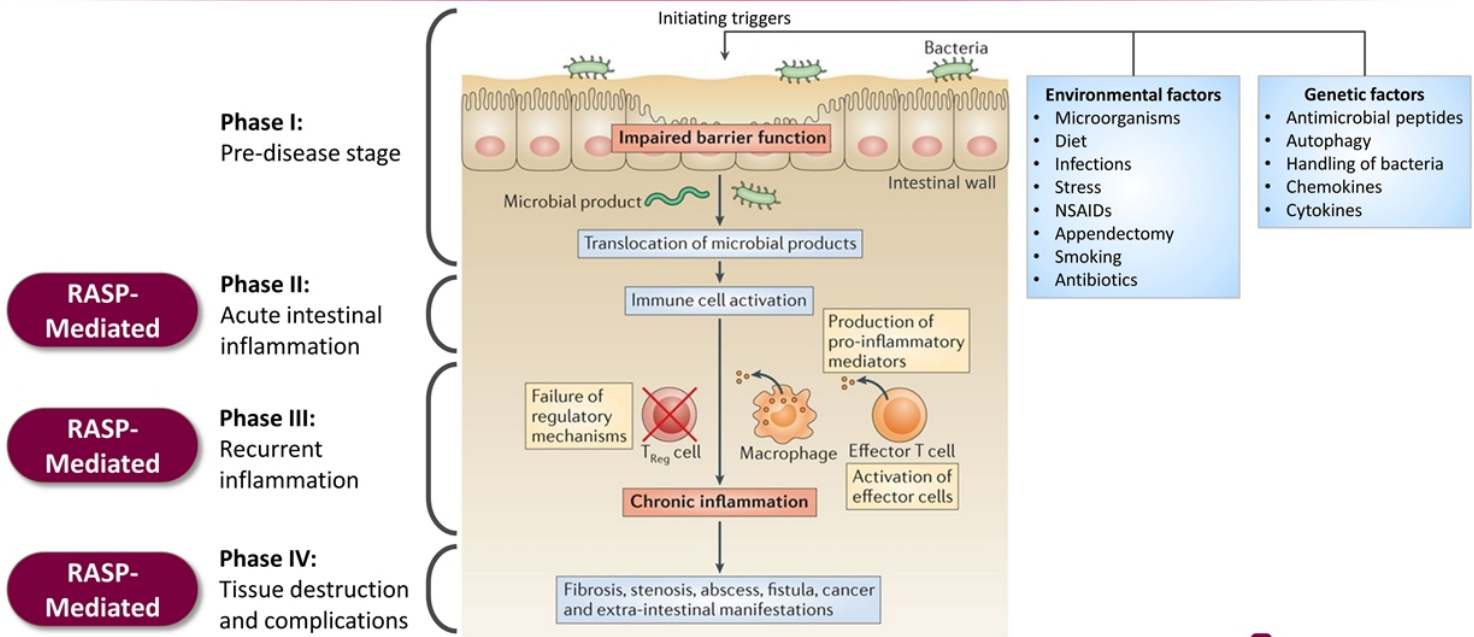 Initiating triggers
Bacteria
Phase I:
Pre-disease stage
Impaired barrier function
Intestinal wall
Microbial product
Translocation of microbial products
Environmental factors
• Microorganisms
• Diet
• Infections
• Stress
• NSAIDs
• Appendectomy
• Smoking
• Antibiotics
Genetic factors
• Antimicrobial peptides
• Autophagy
• Handling of bacteria
• Chemokines
• Cytokines
RASP-
Mediated
Phase II:
Acute intestinal
inflammation
Immune cell activation
Production of
pro-inflammatory
mediators
RASP-
Mediated
Phase III:
Recurrent
inflammation
Failure of
regulatory
mechanisms
TReg cell
Macrophage
Effector T cell
Activation of
effector cells
Chronic inflammation
RASP-
Mediated
Phase IV:
Tissue destruction
and complications
Fibrosis, stenosis, abscess, fistula, cancer
and extra-intestinal manifestations